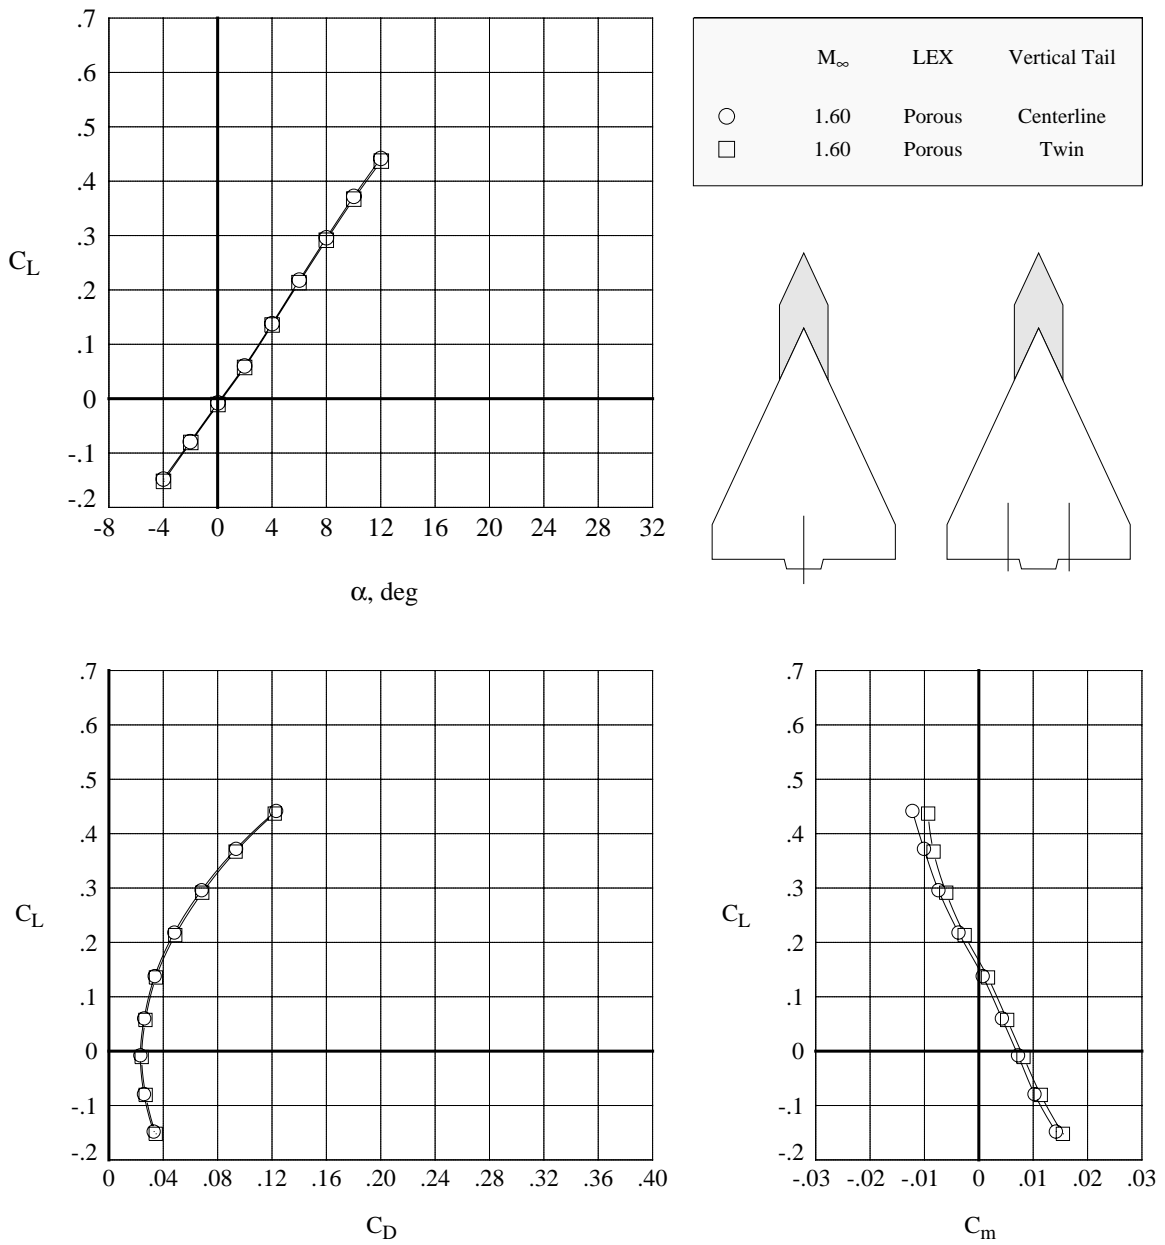 .7
.6
.5
.4
.3
.2
.1
0
-.1
-.2
C_L
-8 -4 0 4 8 12 16 20 24 28 32
α, deg
M∞ LEX Vertical Tail
1.60 Porous Centerline
1.60 Porous Twin
.7
.6
.5
.4
.3
.2
.1
0
-.1
-.2
C_L
0 .04 .08 .12 .16 .20 .24 .28 .32 .36 .40
C_D
.7
.6
.5
.4
.3
.2
.1
0
-.1
-.2
C_L
-.03 -.02 -.01 0 .01 .02 .03
C_m